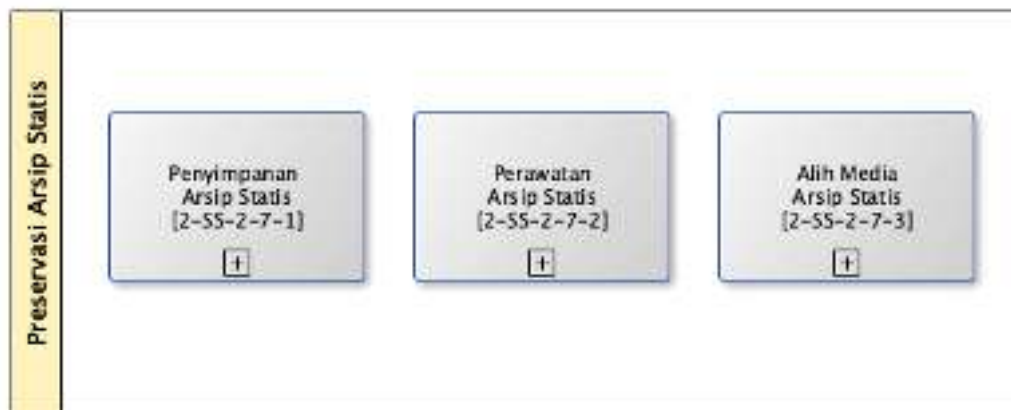 Preservasi Arsip Statis
Penyimpanan
Arsip Statis
[2-55-2-7-1]
+
Perawatan
Arsip Statis
[2-55-2-7-2]
+
Alih Media
Arsip Statis
[2-55-2-7-3]
+